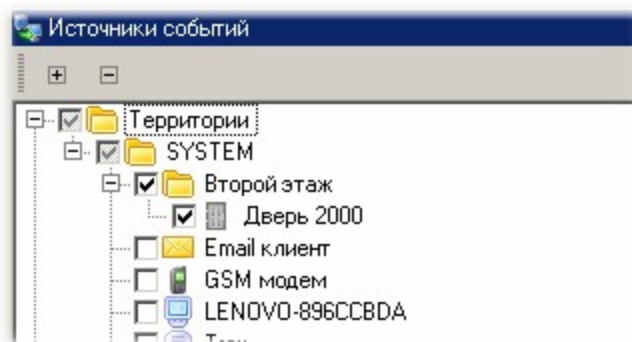 Источники событий
Территории
SYSTEM
Второй этаж
Дверь 2000
Email клиент
GSM модем
LENOVO-896CCBDA